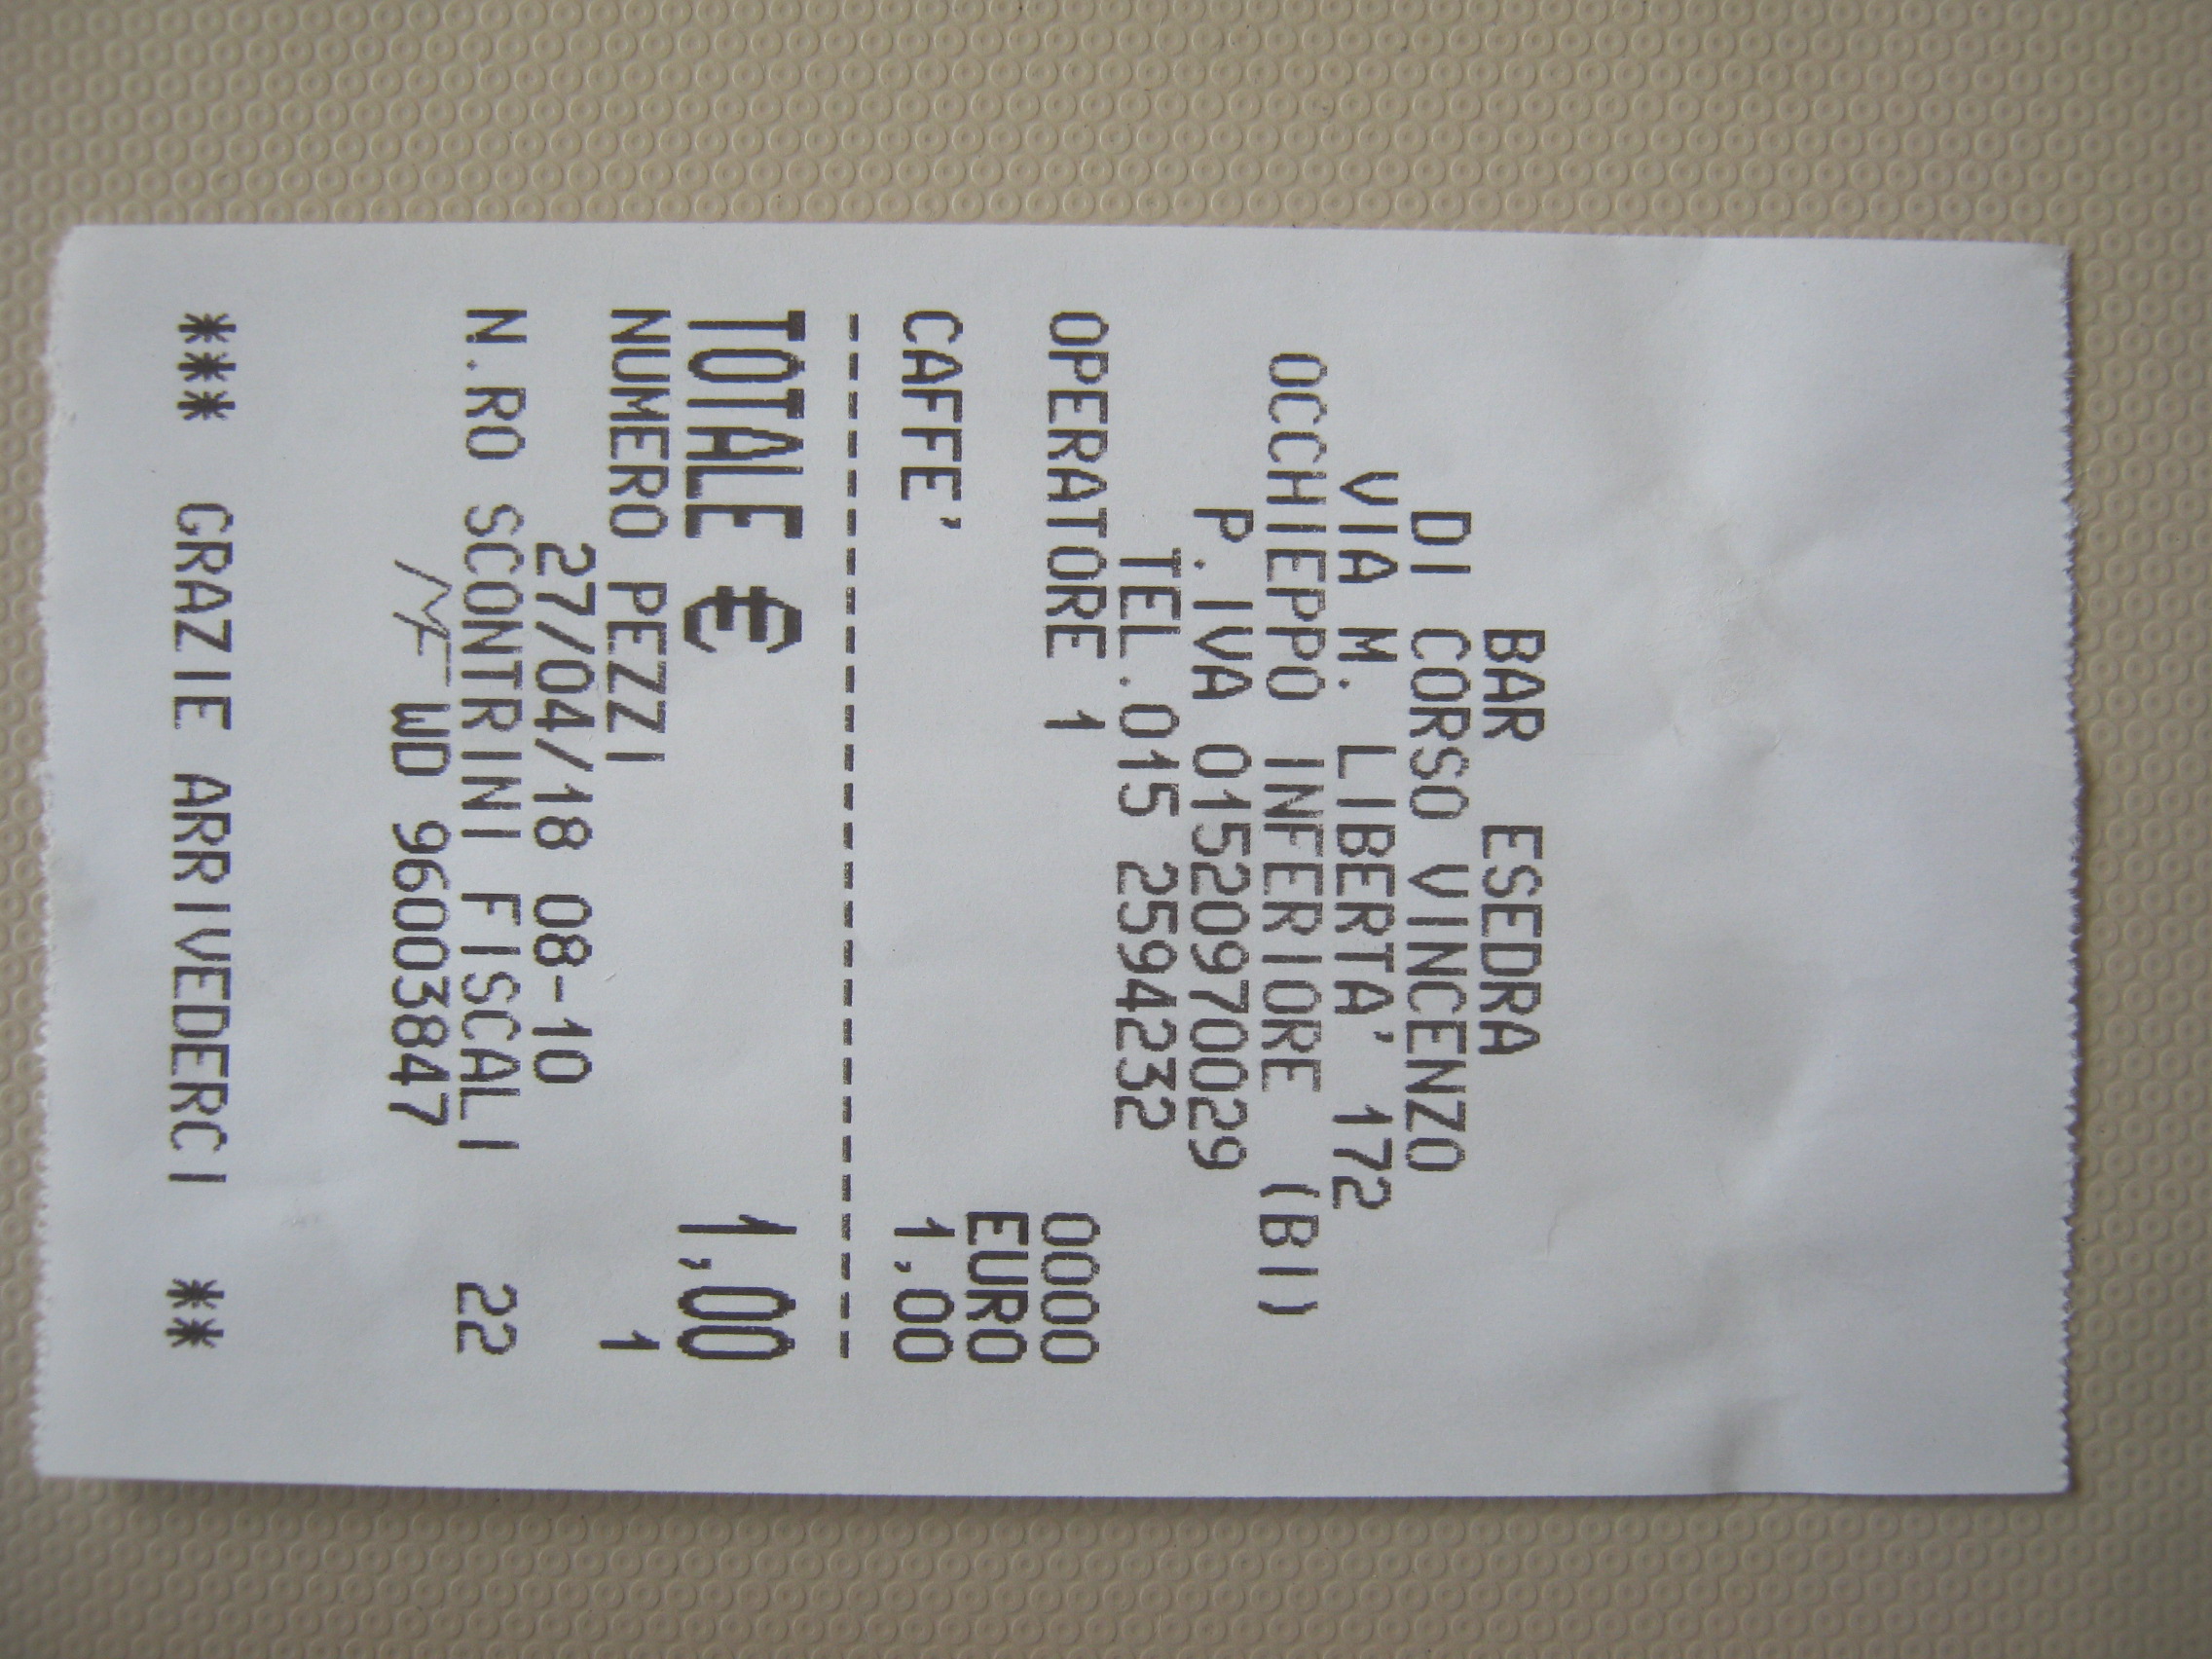 BAR ESEDRA
DI CORSO VINCENZO
VIA M. LIBERTA' 172
OCCHIEPPO INFERIORE (BI)
P.IVA 01520970029
TEL.015 2594232
OPERATORE 1 0000
EURO
CAFFE' 1,00
TOTALE € 1,00
NUMERO PEZZI 1
27/04/18 08-10
N.RO SCONTRINI FISCALI 22
MF WD 96003847
*** GRAZIE ARRIVEDERCI **